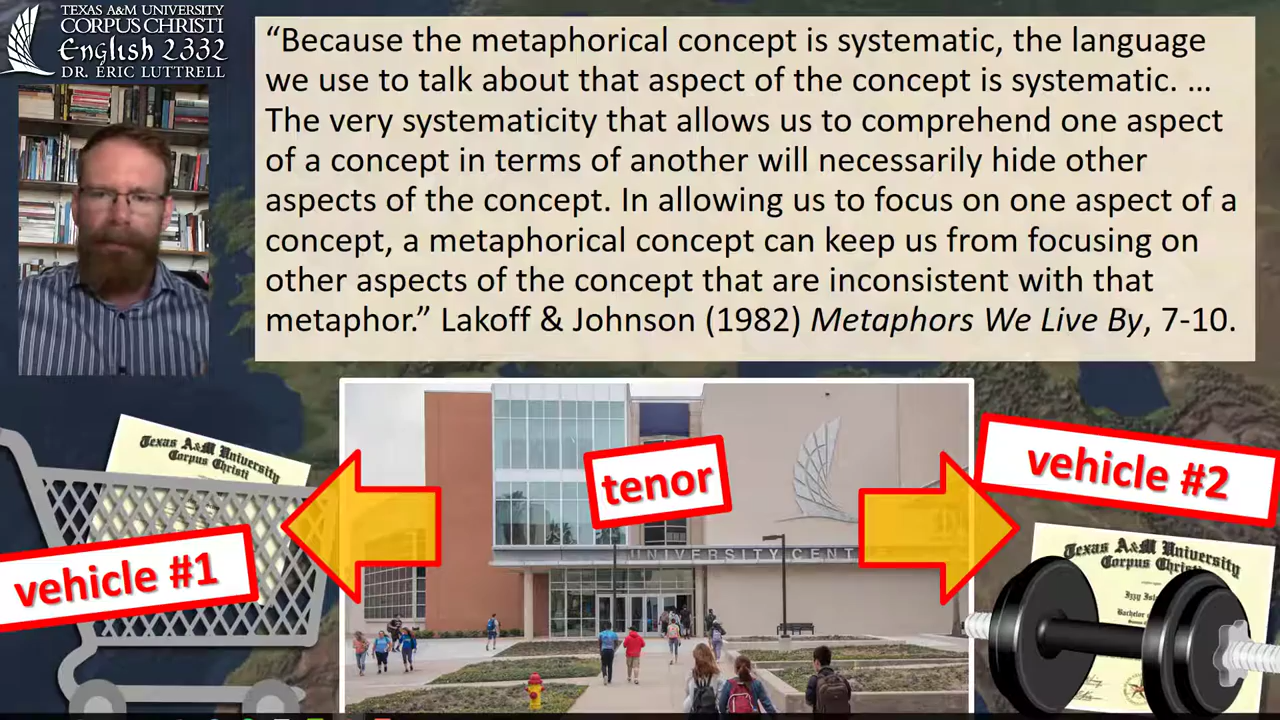 TEXAS A&M UNIVERSITY
CORPUS CHRISTI
English 2332
DR. ERIC LUTTRELL
“Because the metaphorical concept is systematic, the language
we use to talk about that aspect of the concept is systematic. …
The very systematicity that allows us to comprehend one aspect
of a concept in terms of another will necessarily hide other
aspects of the concept. In allowing us to focus on one aspect of a
concept, a metaphorical concept can keep us from focusing on
other aspects of the concept that are inconsistent with that
metaphor.” Lakoff & Johnson (1982) Metaphors We Live By, 7-10.
Texas A&M University
Corpus Christi
vehicle #1
tenor
UNIVERSITY CENT
vehicle #2
Texas A&M University
Corpus Chris
Bachelor